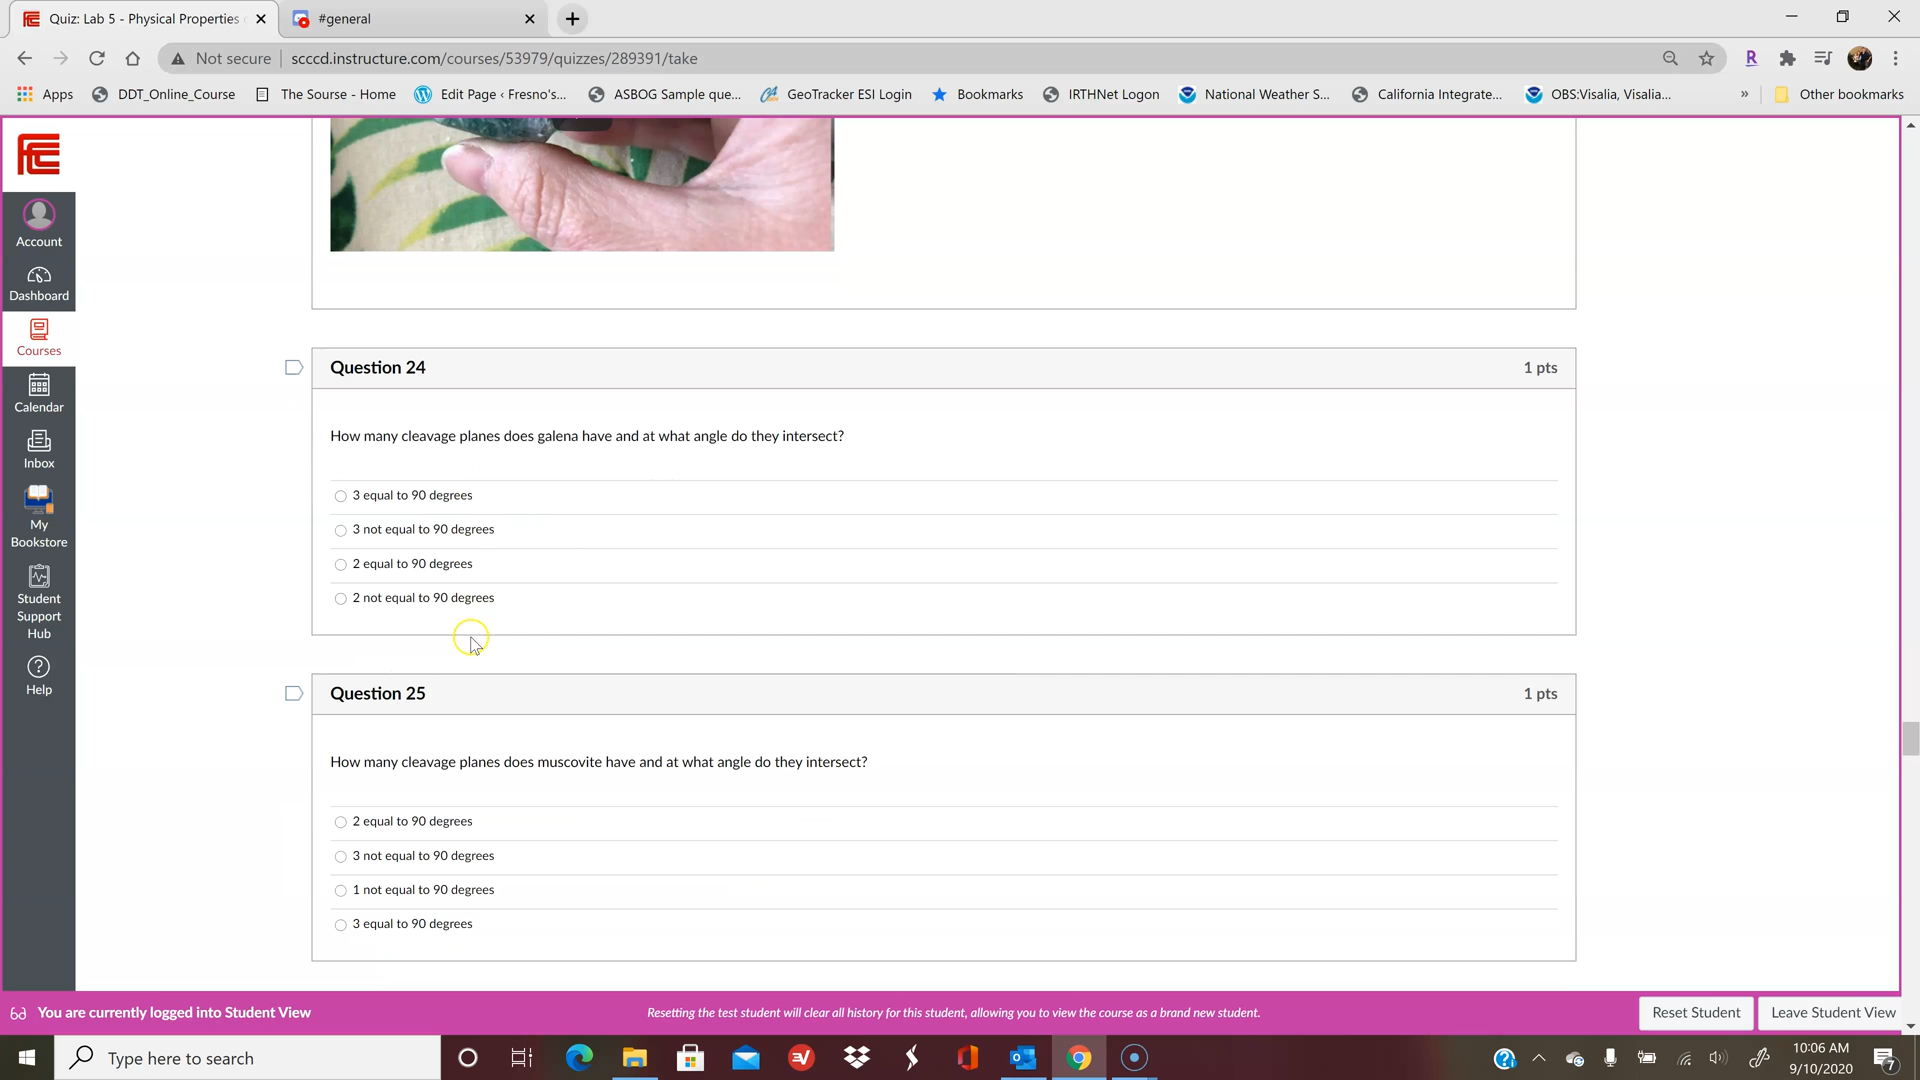 Quiz: Lab 5 - Physical Properties
#general
Not secure
scccd.instructure.com/courses/53979/quizzes/289391/take
R
Apps
DDT_Online_Course
The Sourse - Home
Edit Page ‹ Fresno's...
ASBOG Sample que...
GeoTracker ESI Login
Bookmarks
IRTHNet Logon
National Weather S...
California Integrate...
OBS:Visalia, Visalia...
»
Other bookmarks
Account
Dashboard
Courses
Calendar
Inbox
My
Bookstore
Student
Support
Hub
Help
Question 24
1 pts
How many cleavage planes does galena have and at what angle do they intersect?
3 equal to 90 degrees
3 not equal to 90 degrees
2 equal to 90 degrees
2 not equal to 90 degrees
Question 25
1 pts
How many cleavage planes does muscovite have and at what angle do they intersect?
2 equal to 90 degrees
3 not equal to 90 degrees
1 not equal to 90 degrees
3 equal to 90 degrees
You are currently logged into Student View
Resetting the test student will clear all history for this student, allowing you to view the course as a brand new student.
Reset Student
Leave Student View
Type here to search
10:06 AM
9/10/2020
7